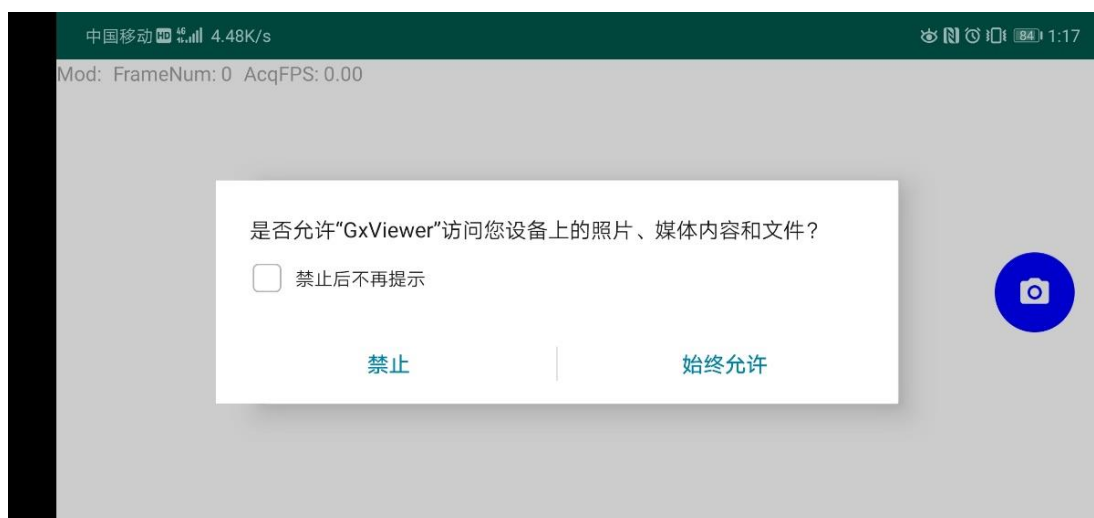 中国移动 HD 4G 4.48K/s 84 1:17
Mod: FrameNum: 0 AcqFPS: 0.00
是否允许“GxViewer”访问您设备上的照片、媒体内容和文件?
禁止后不再提示
禁止 始终允许